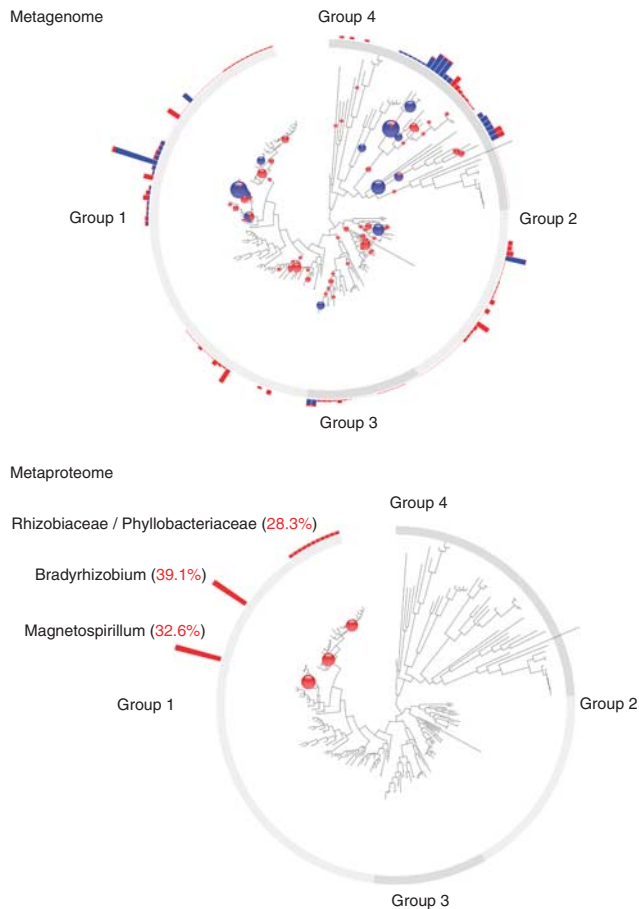 Metagenome
Group 4
Group 1
Group 2
Group 3
Metaproteome
Group 4
Rhizobiaceae / Phyllobacteriaceae (28.3%)
Bradyrhizobium (39.1%)
Magnetospirillum (32.6%)
Group 1
Group 2
Group 3